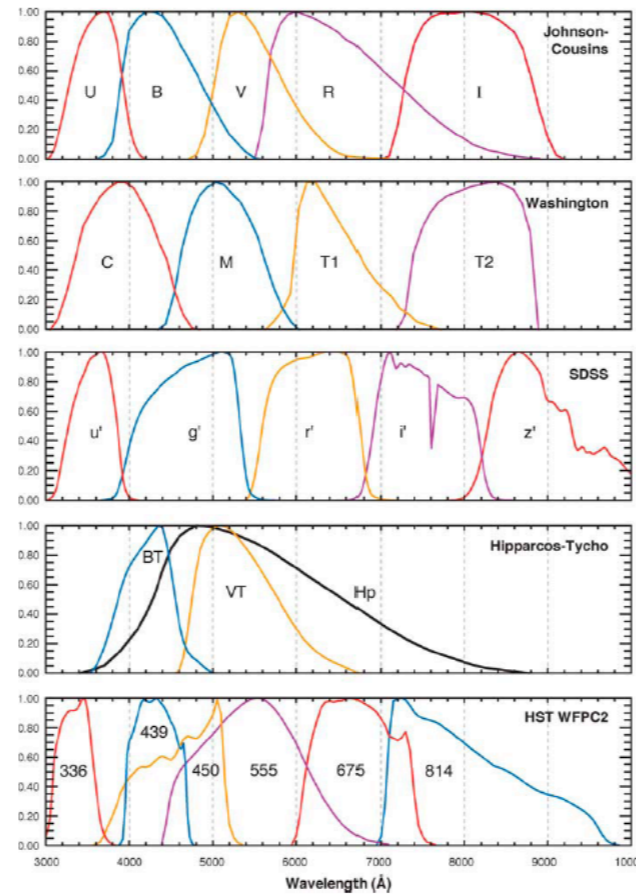 1.00
0.80
0.60
0.40
0.20
0.00
Johnson-
Cousins
U B V R I
1.00
0.80
0.60
0.40
0.20
0.00
Washington
C M T1 T2
1.00
0.80
0.60
0.40
0.20
0.00
SDSS
u' g' r' i' z'
1.00
0.80
0.60
0.40
0.20
0.00
Hipparcos-Tycho
BT VT Hp
1.00
0.80
0.60
0.40
0.20
0.00
HST WFPC2
336 439 450 555 675 814
3000 4000 5000 6000 7000 8000 9000 1000
Wavelength (Å)